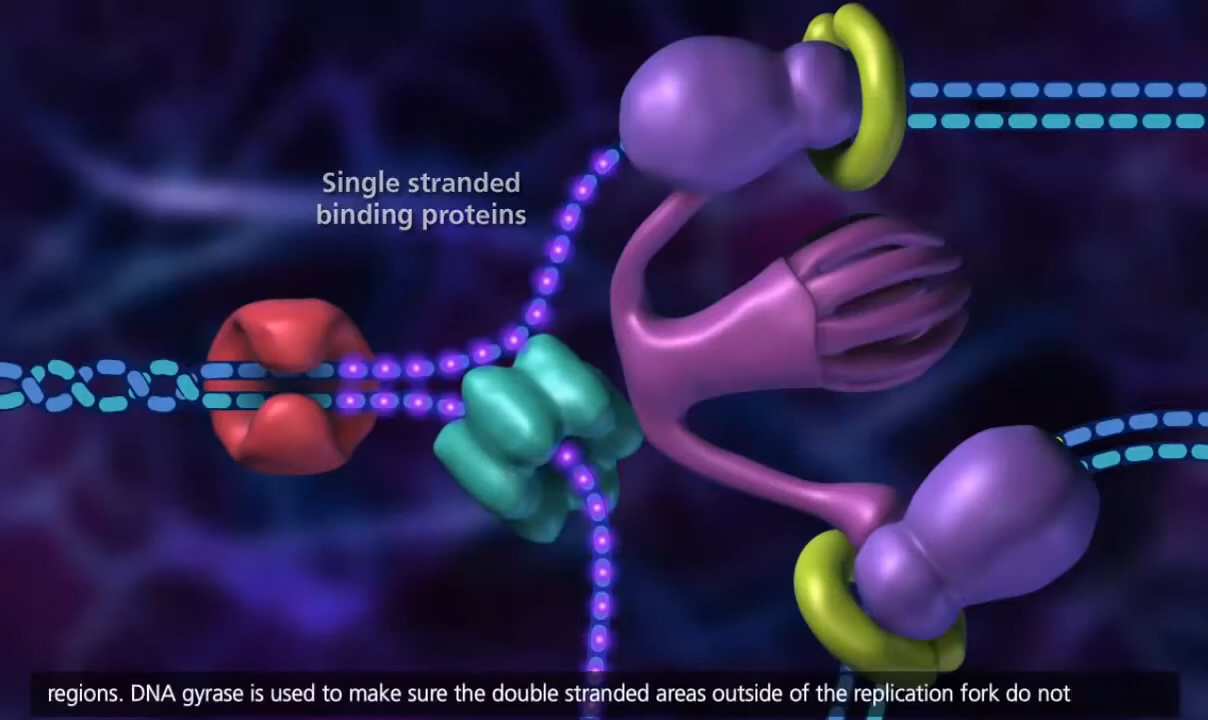 Single stranded
binding proteins
regions. DNA gyrase is used to make sure the double stranded areas outside of the replication fork do not